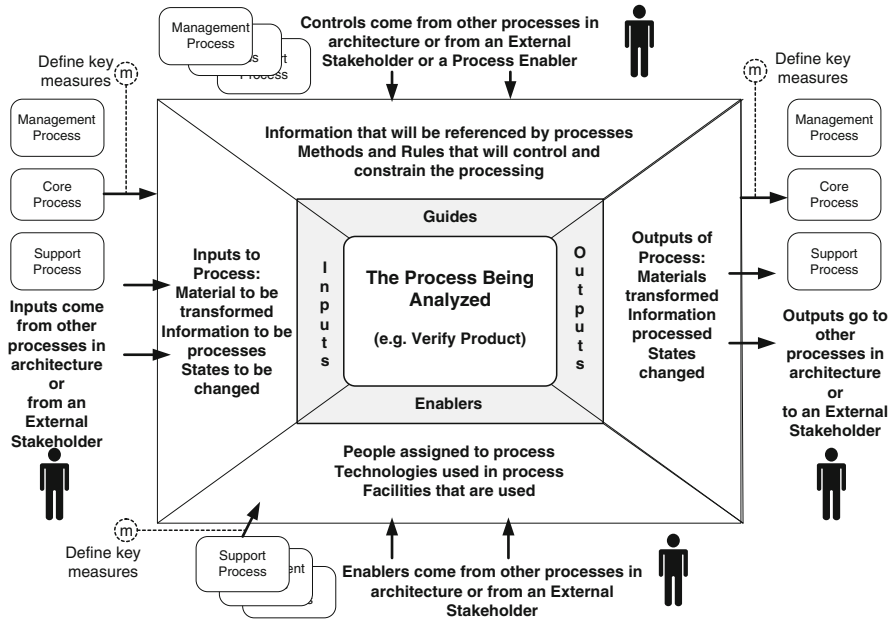 Management
Process
s
t
Process
Controls come from other processes in
architecture or from an External
Stakeholder or a Process Enabler
Define key
measures
m
m
Define key
measures
Management
Process
Core
Process
Support
Process
Inputs come
from other
processes in
architecture
or
from an
External
Stakeholder
Information that will be referenced by processes
Methods and Rules that will control and
constrain the processing
Guides
Inputs to
Process:
Material to be
transformed
Information to be
processes
States to be
changed
Inputs
The Process Being
Analyzed
(e.g. Verify Product)
Outputs
Outputs of
Process:
Materials
transformed
Information
processed
States
changed
Enablers
People assigned to process
Technologies used in process
Facilities that are used
Management
Process
Core
Process
Support
Process
Outputs go to
other
processes in
architecture
or
to an External
Stakeholder
m
Define key
measures
Support
Process
ent
s
Enablers come from other processes in
architecture or from an External
Stakeholder